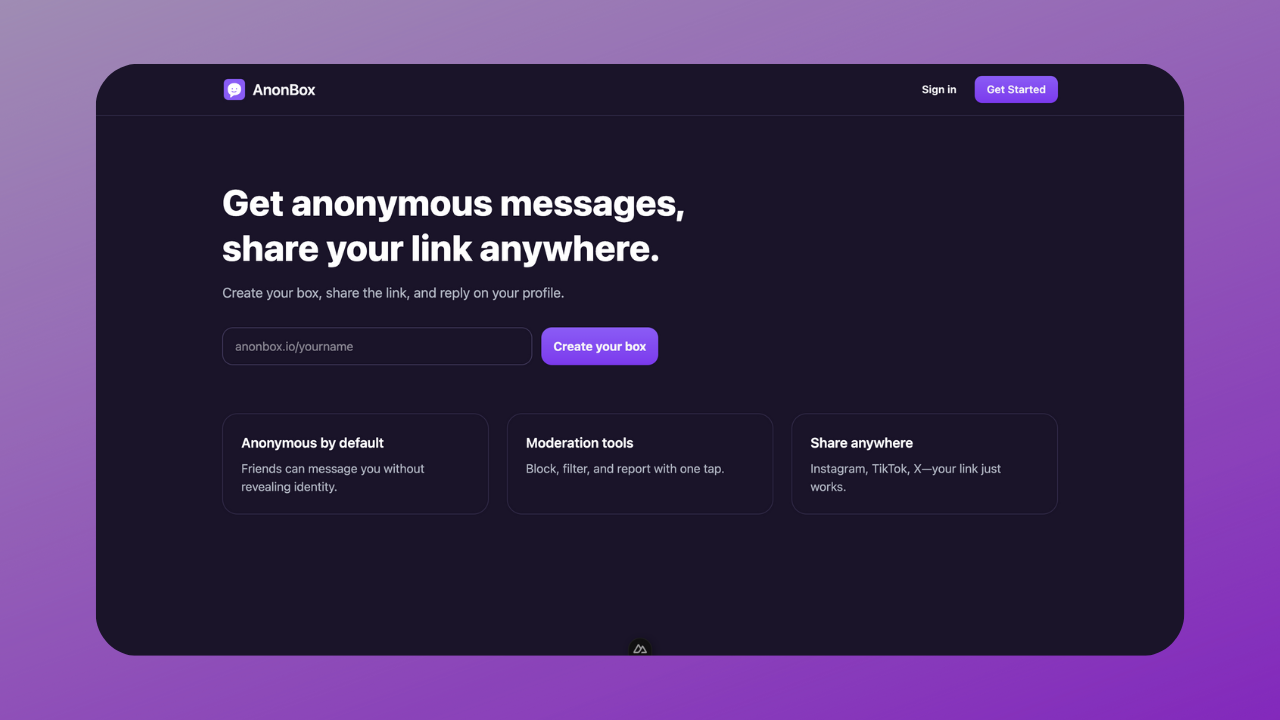 AnonBox
Sign in
Get Started
Get anonymous messages,
share your link anywhere.
Create your box, share the link, and reply on your profile.
anonbox.io/yourname
Create your box
Anonymous by default
Friends can message you without
revealing identity.
Moderation tools
Block, filter, and report with one tap.
Share anywhere
Instagram, TikTok, X—your link just
works.